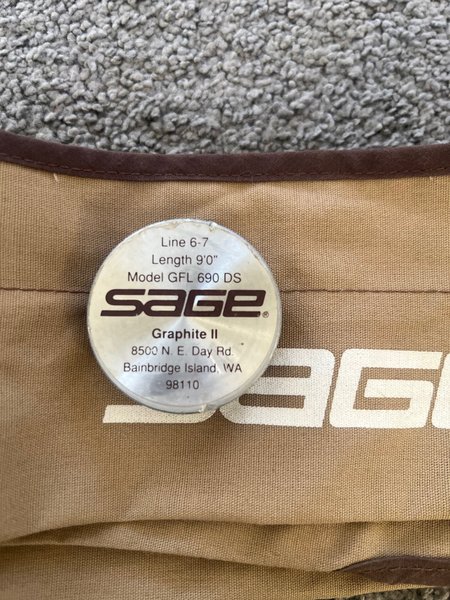 Line 6-7
Length 9'0"
Model GFL 690 DS
SAGE®
Graphite II
8500 N. E. Day Rd.
Bainbridge Island, WA
98110
SAGE